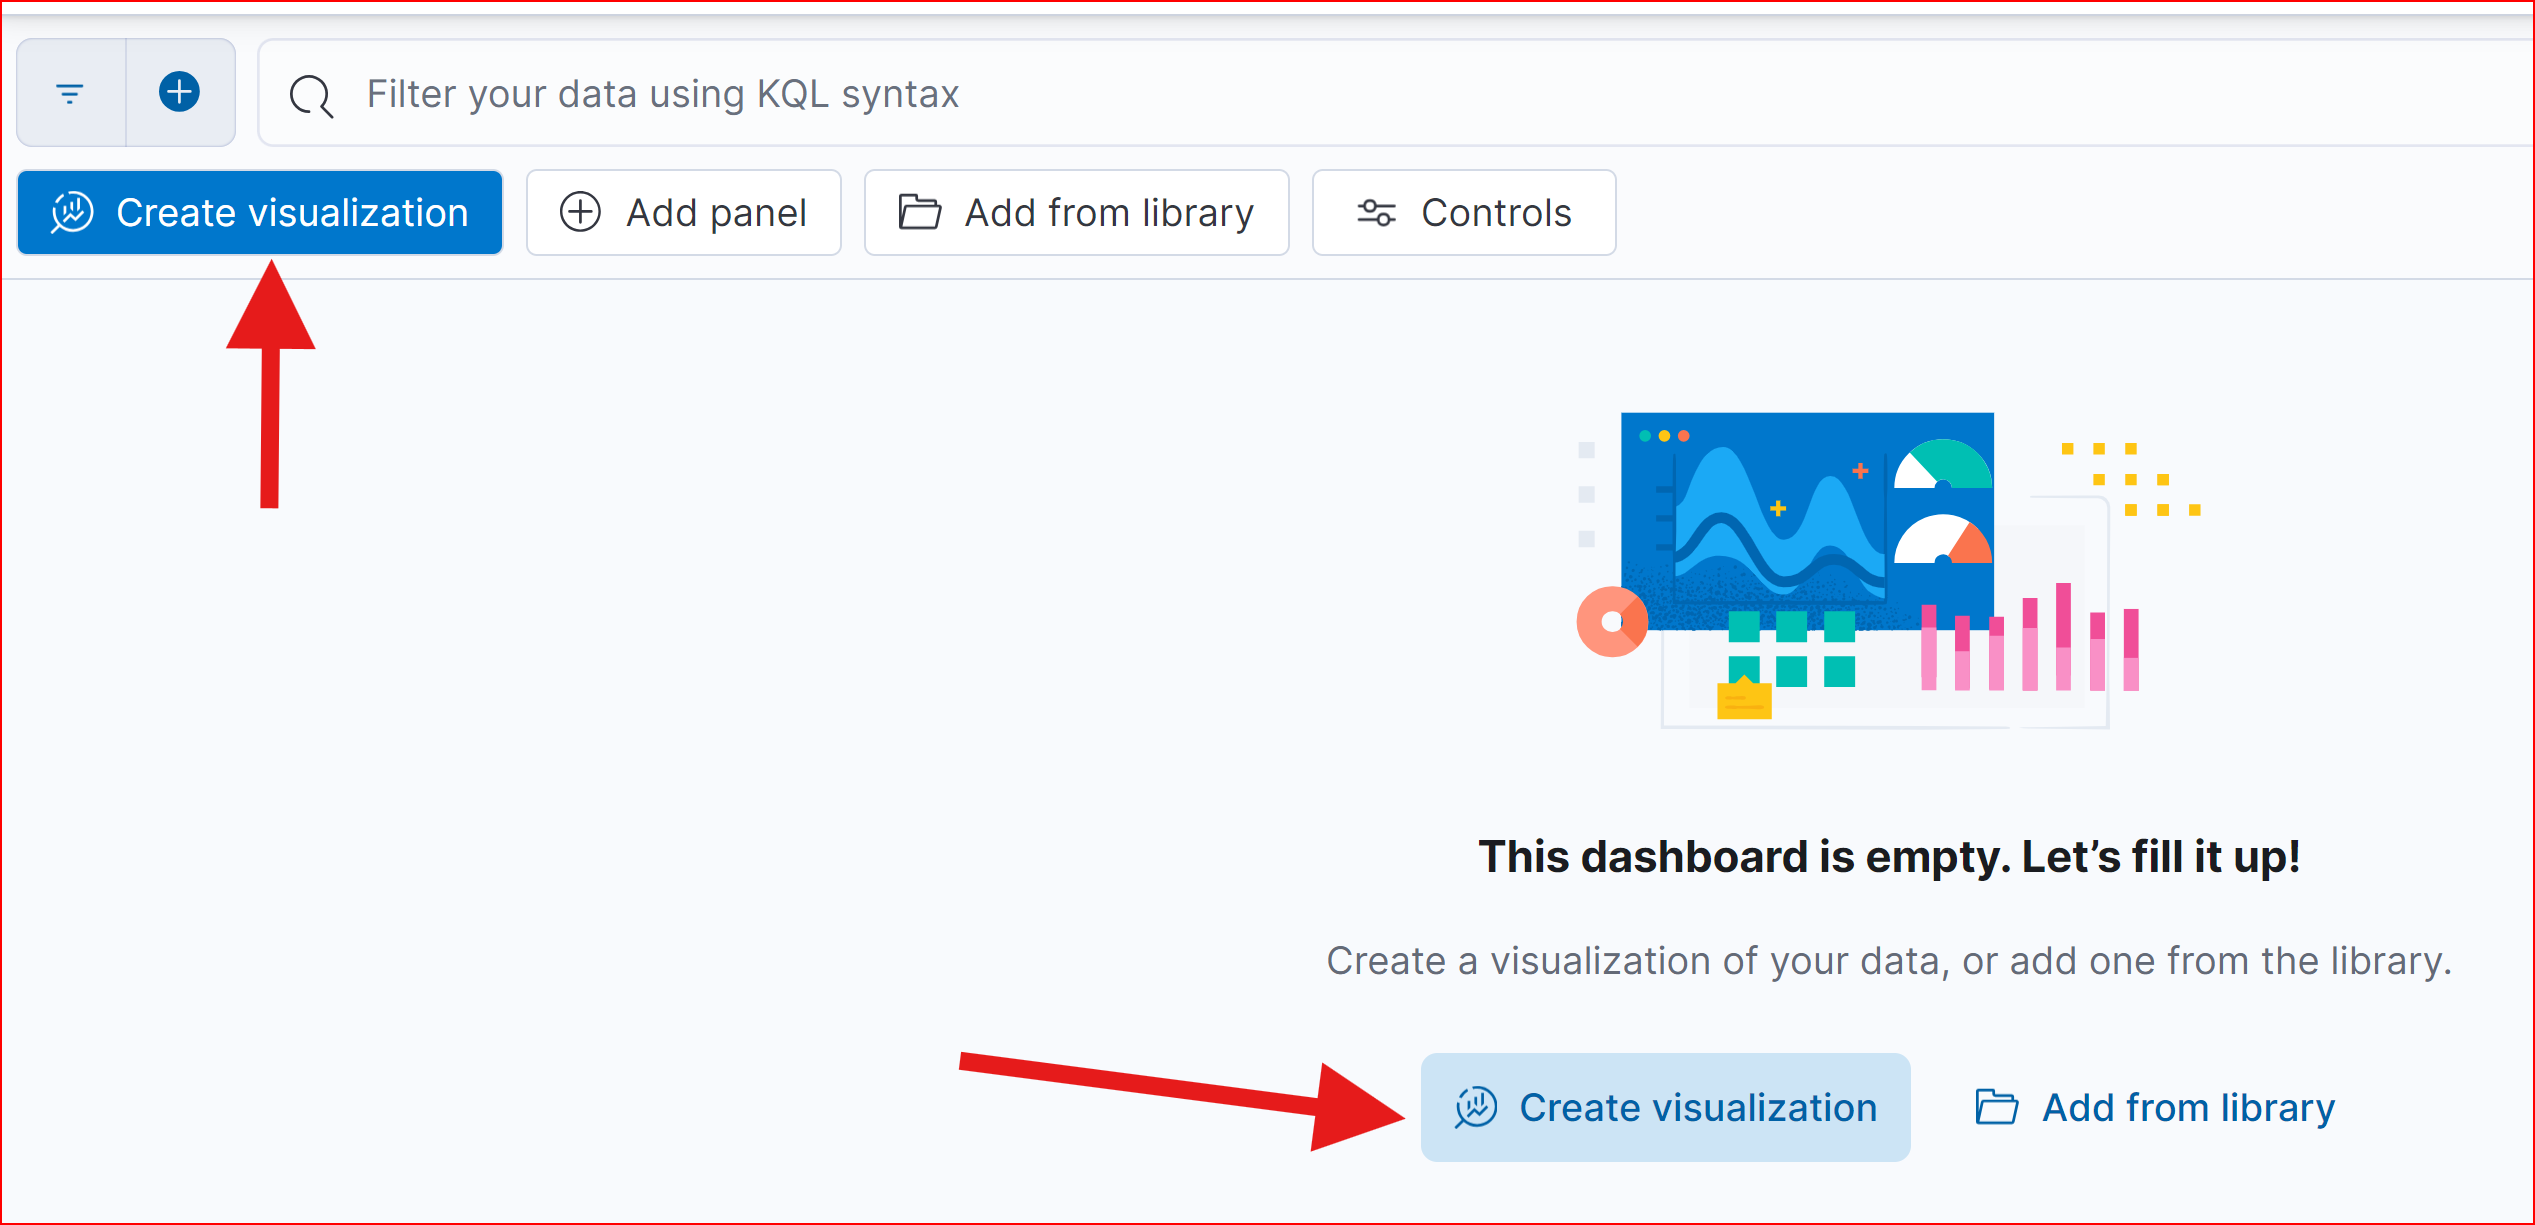 Filter your data using KQL syntax
Create visualization
Add panel
Add from library
Controls
This dashboard is empty. Let’s fill it up!
Create a visualization of your data, or add one from the library.
Create visualization
Add from library